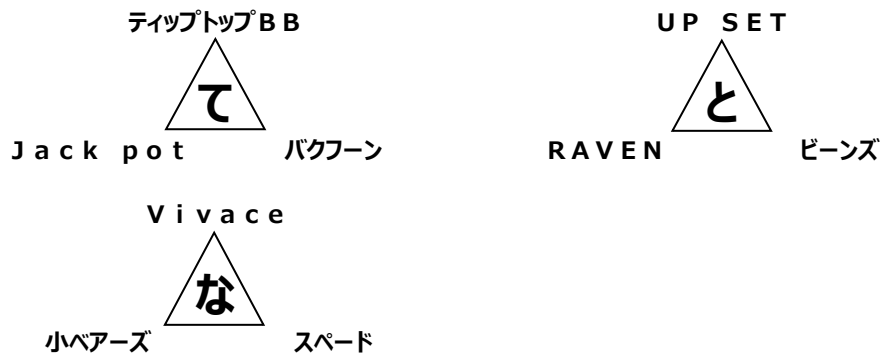 ティップトップＢＢ
て
Ｊａｃｋ ｐｏｔ
バクフーン
ＵＰ ＳＥＴ
と
ＲＡＶＥＮ
ビーンズ
Ｖｉｖａｃｅ
な
小ベアーズ
スペード